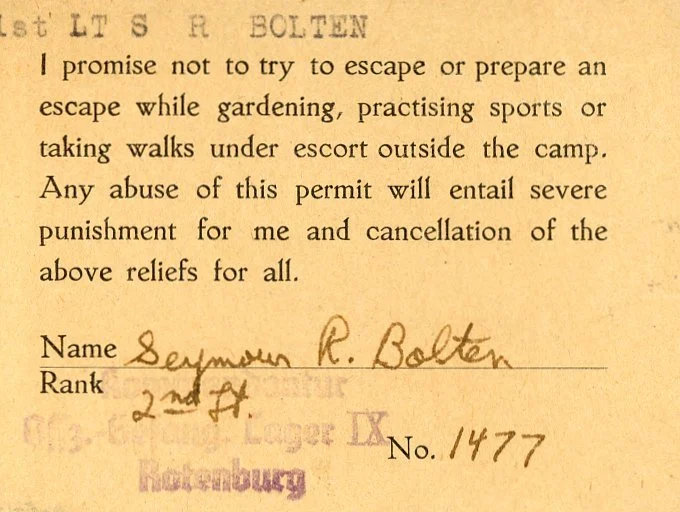 1st LT S R BOLTEN
I promise not to try to escape or prepare an
escape while gardening, practising sports or
taking walks under escort outside the camp.
Any abuse of this permit will entail severe
punishment for me and cancellation of the
above reliefs for all.
Name Seymour R. Bolten
Rank 2nd Lt.
Lager IX
No. 1477
Rotenburg